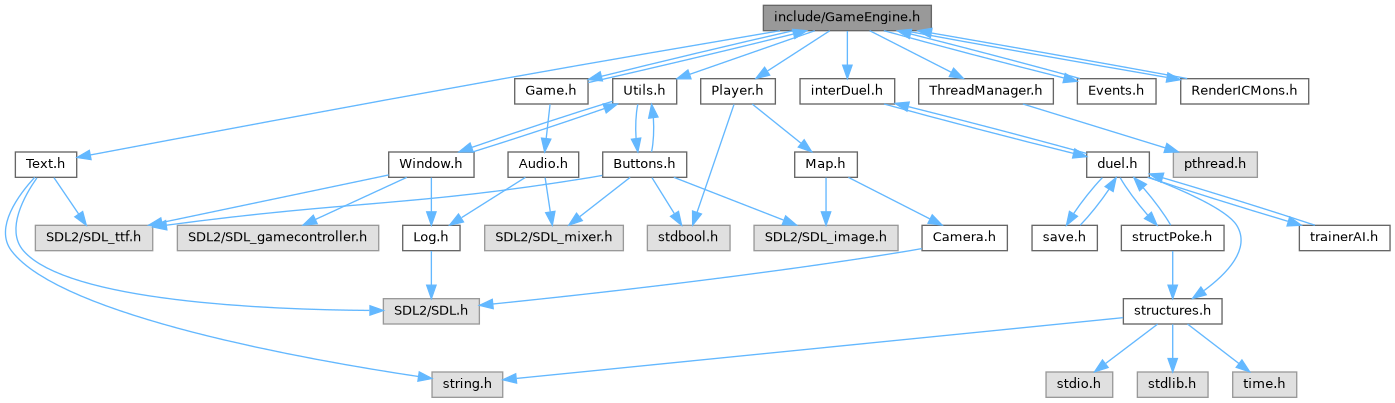 include/GameEngine.h
Game.h
Utils.h
Player.h
interDuel.h
ThreadManager.h
Events.h
RenderICMons.h
Text.h
Window.h
Audio.h
Buttons.h
Map.h
duel.h
pthread.h
SDL2/SDL_ttf.h
SDL2/SDL_gamecontroller.h
Log.h
SDL2/SDL_mixer.h
stdbool.h
SDL2/SDL_image.h
Camera.h
save.h
structPoke.h
trainerAI.h
SDL2/SDL.h
structures.h
string.h
stdio.h
stdlib.h
time.h